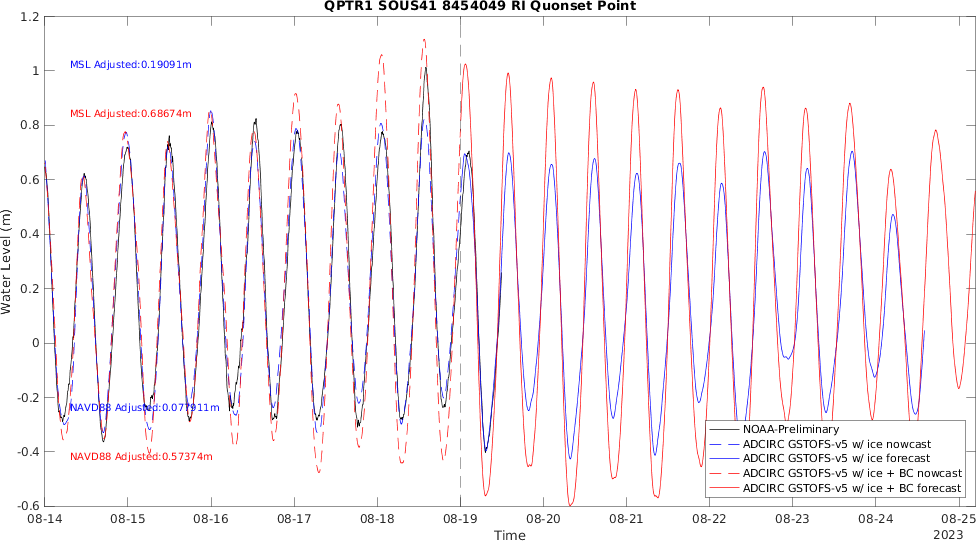 QPTR1 SOUS41 8454049 RI Quonset Point
1.2
1
0.8
0.6
0.4
0.2
0
-0.2
-0.4
-0.6
Water Level (m)
MSL Adjusted:0.19091m
MSL Adjusted:0.68674m
NAVD88 Adjusted:0.077911m
NAVD88 Adjusted:0.57374m
NOAA-Preliminary
ADCIRC GSTOFS-v5 w/ ice nowcast
ADCIRC GSTOFS-v5 w/ ice forecast
ADCIRC GSTOFS-v5 w/ ice + BC nowcast
ADCIRC GSTOFS-v5 w/ ice + BC forecast
08-14 08-15 08-16 08-17 08-18 08-19 08-20 08-21 08-22 08-23 08-24 08-25
Time
2023